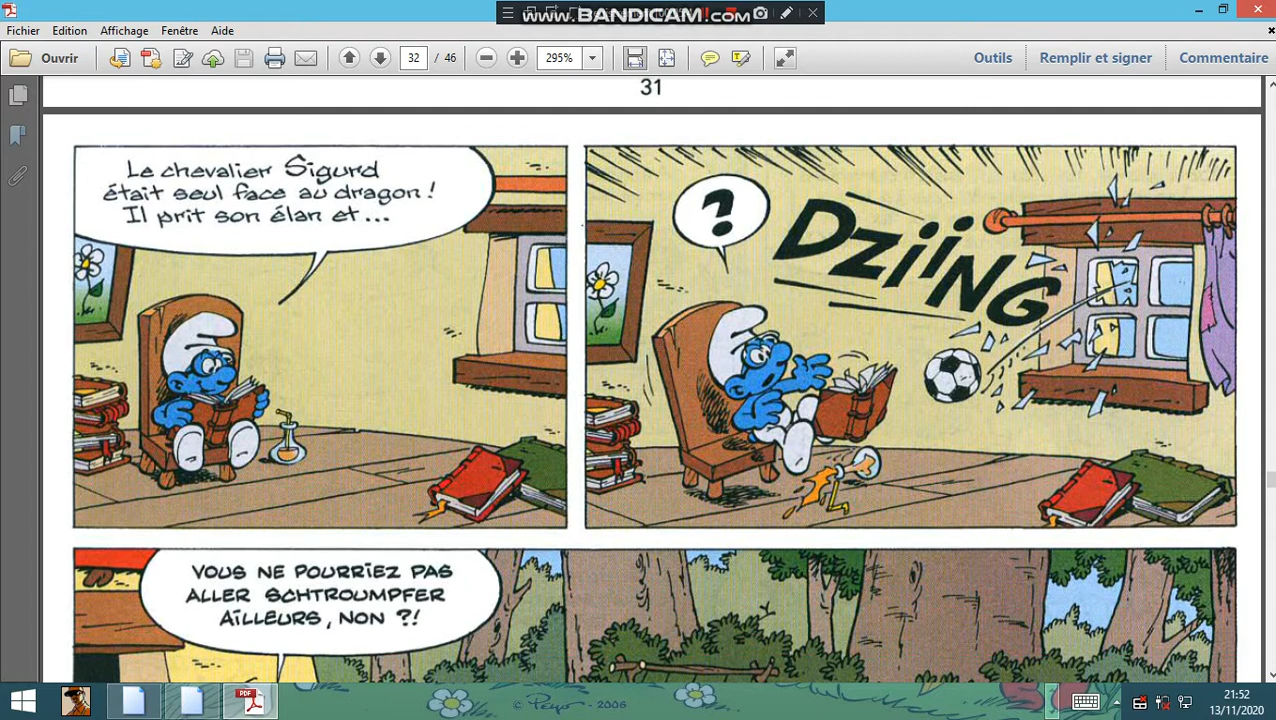 www.BANDICAM.com
Fichier Edition Affichage Fenêtre Aide
Ouvrir 32 / 46 295% Outils Remplir et signer Commentaire
31
Le chevalier Sigurd
était seul face au dragon !
Il prit son élan et...
?
DZiiNG
VOUS NE POURRIEZ PAS
ALLER SCHTROUMPFER
AILLEURS, NON ?!
PDF
© Peyo - 2006
21:52
13/11/2020